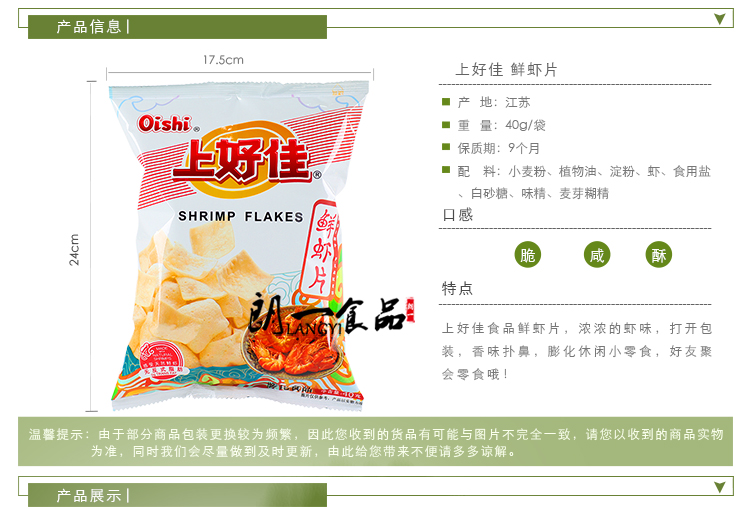 产品信息|
17.5cm
24cm
Oishi®
上好佳®
SHRIMP FLAKES
鲜虾片
朗一食品
LANGYI
上好佳 鲜虾片
产 地：江苏
重 量：40g/袋
保质期：9个月
配 料：小麦粉、植物油、淀粉、虾、食用盐
、白砂糖、味精、麦芽糊精
口感
脆 咸 酥
特点
上好佳食品鲜虾片，浓浓的虾味，打开包
装，香味扑鼻，膨化休闲小零食，好友聚
会零食哦！
温馨提示：由于部分商品包装更换较为频繁，因此您收到的货品有可能与图片不完全一致，请您以收到的商品实物
为准，同时我们会尽量做到及时更新，由此给您带来不便请多多谅解。
产品展示|